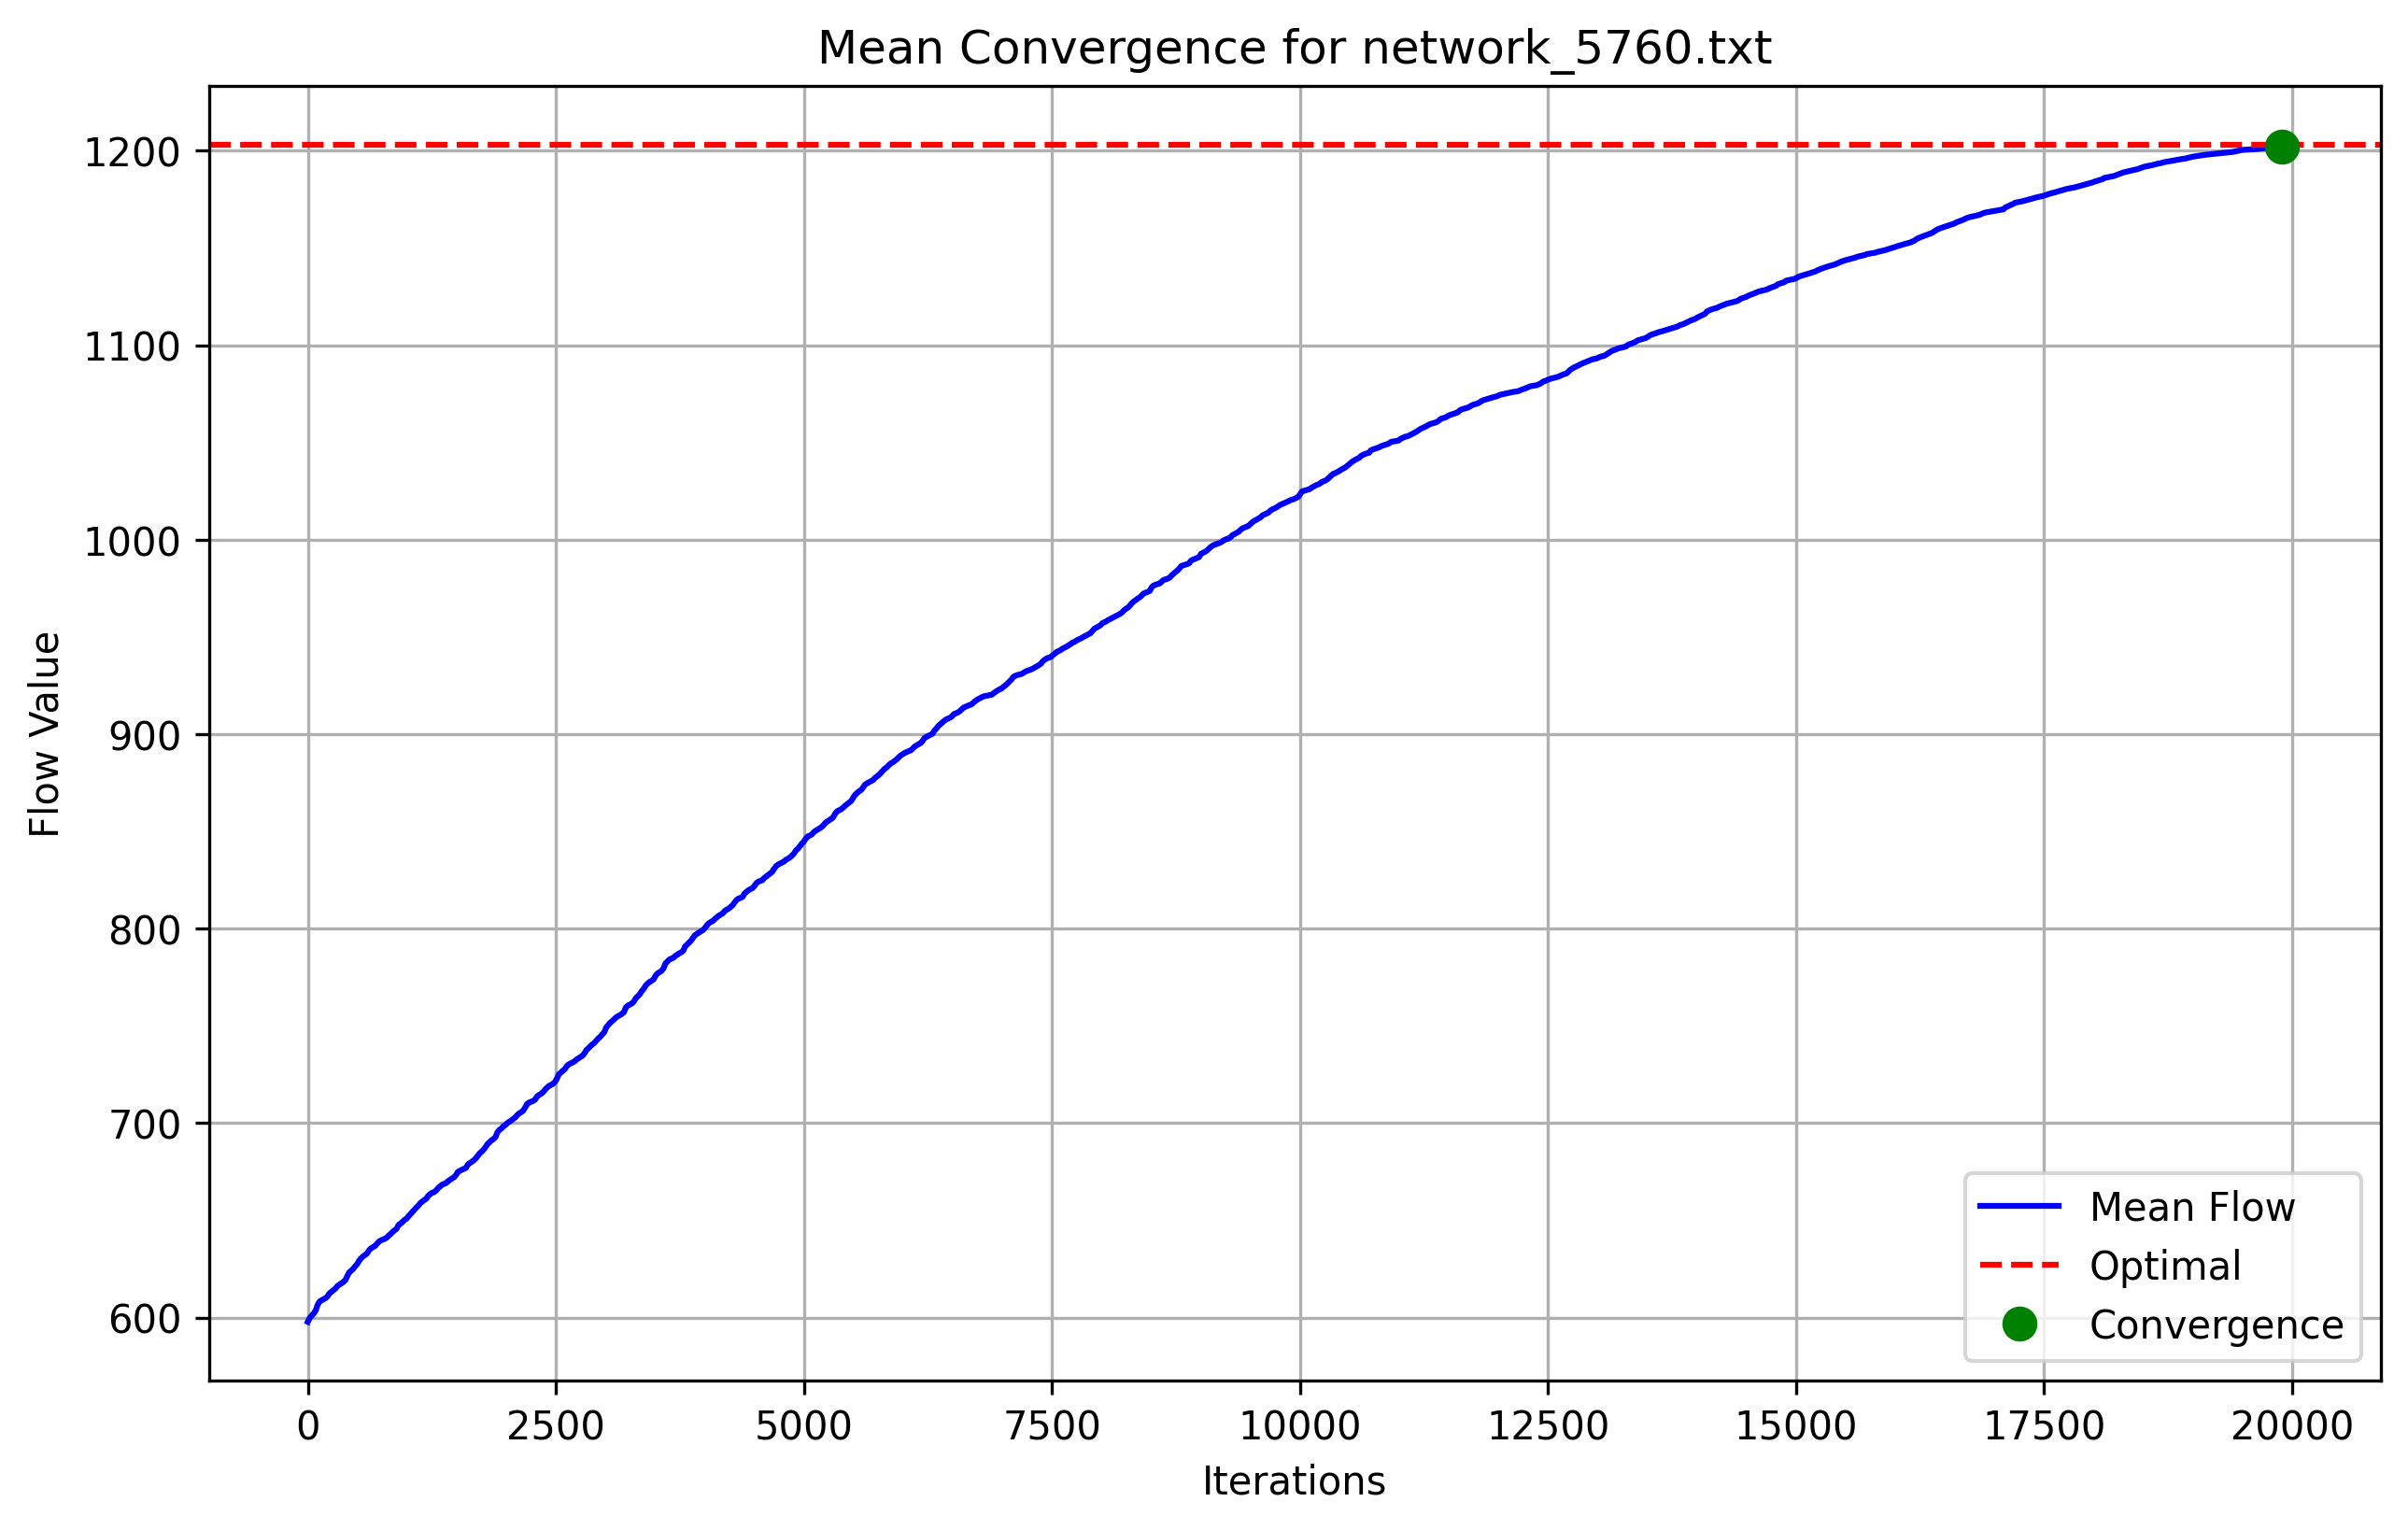 Mean Convergence for network_5760.txt
1200
1100
1000
900
800
700
600
Flow Value
Mean Flow
Optimal
Convergence
0 2500 5000 7500 10000 12500 15000 17500 20000
Iterations